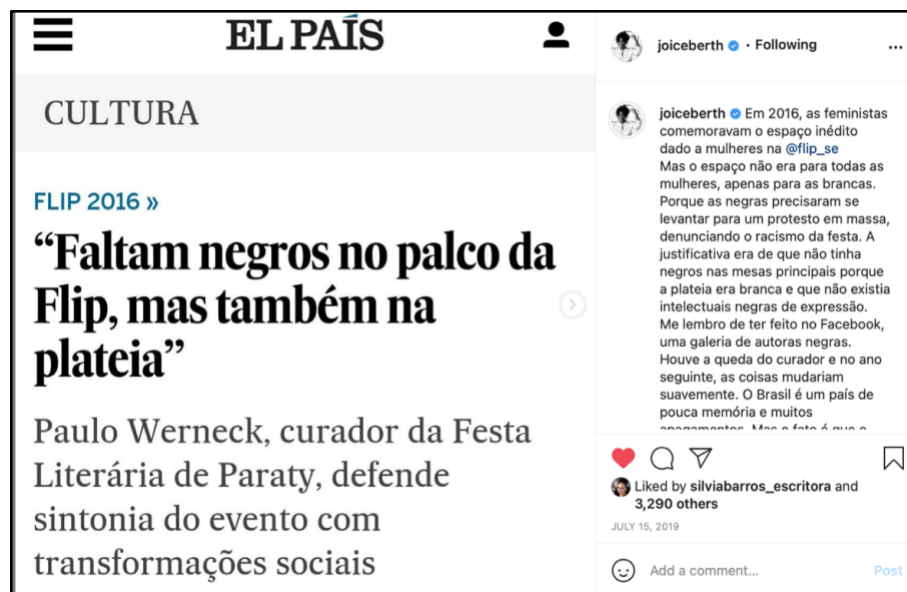 EL PAÍS
CULTURA
FLIP 2016 »
“Faltam negros no palco da
Flip, mas também na
plateia”
Paulo Werneck, curador da Festa
Literária de Paraty, defende
sintonia do evento com
transformações sociais
joiceberth • Following
joiceberth Em 2016, as feministas
comemoravam o espaço inédito
dado a mulheres na @flip_se
Mas o espaço não era para todas as
mulheres, apenas para as brancas.
Porque as negras precisaram se
levantar para um protesto em massa,
denunciando o racismo da festa. A
justificativa era de que não tinha
negros nas mesas principais porque
a plateia era branca e que não existia
intelectuais negras de expressão.
Me lembro de ter feito no Facebook,
uma galeria de autoras negras.
Houve a queda do curador e no ano
seguinte, as coisas mudariam
suavemente. O Brasil é um país de
pouca memória e muitos
apagamentos. Mas o fato é que o
Liked by silviabarros_escritora and
3,290 others
JULY 15, 2019
Add a comment...
Post